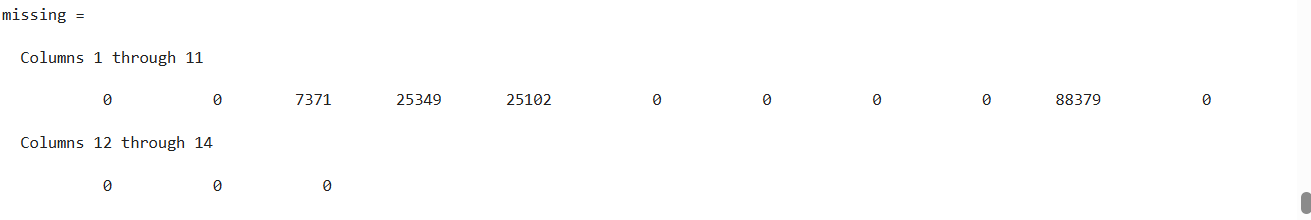 missing =
Columns 1 through 11
0 0 7371 25349 25102 0 0 0 0 88379 0
Columns 12 through 14
0 0 0